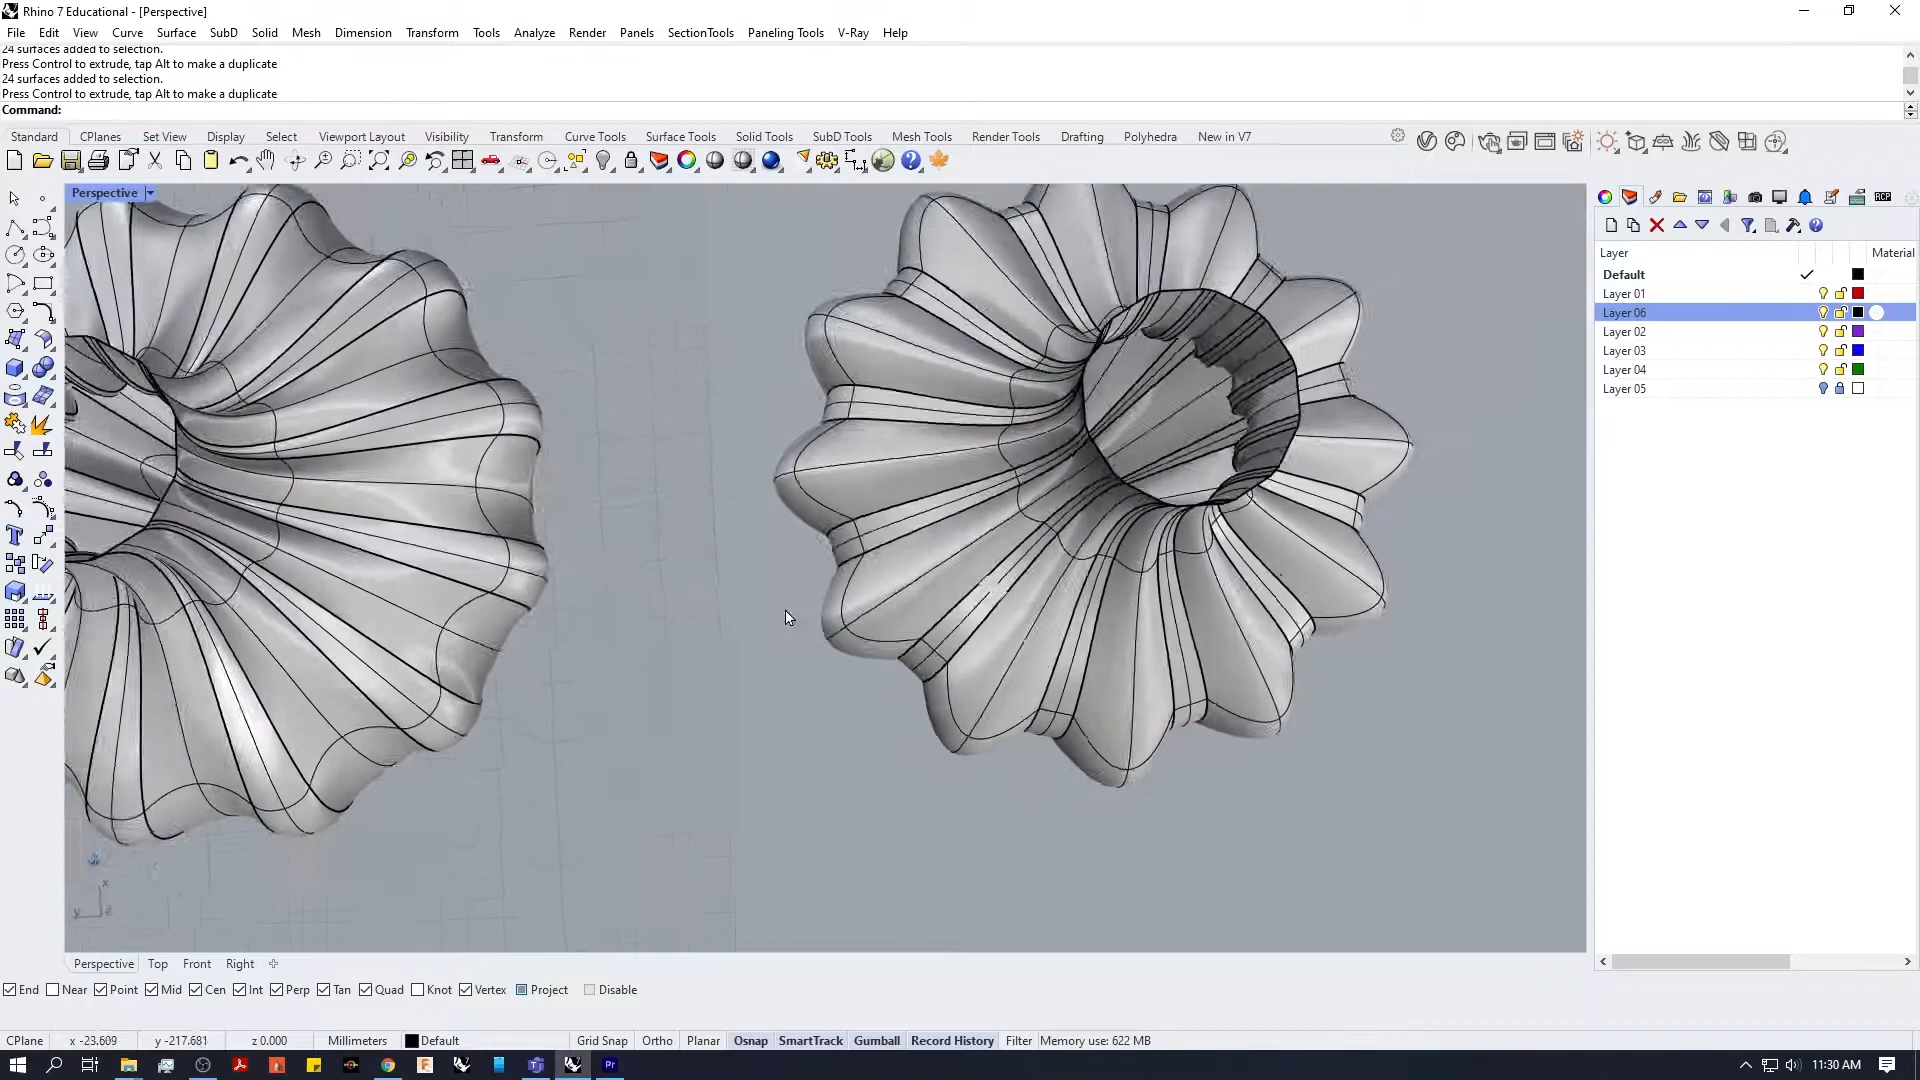 Rhino 7 Educational - [Perspective]
File Edit View Curve Surface SubD Solid Mesh Dimension Transform Tools Analyze Render Panels SectionTools Paneling Tools V-Ray Help
24 surfaces added to selection.
Press Control to extrude, tap Alt to make a duplicate
24 surfaces added to selection.
Press Control to extrude, tap Alt to make a duplicate
Command:
Standard CPlanes Set View Display Select Viewport Layout Visibility Transform Curve Tools Surface Tools Solid Tools SubD Tools Mesh Tools Render Tools Drafting Polyhedra New in V7
Perspective
RCP
Layer Material
Default
Layer 01
Layer 06
Layer 02
Layer 03
Layer 04
Layer 05
x
y
Perspective Top Front Right
End Near Point Mid Cen Int Perp Tan Quad Knot Vertex Project Disable
CPlane x -23.609 y -217.681 z 0.000 Millimeters Default Grid Snap Ortho Planar Osnap SmartTrack Gumball Record History Filter Memory use: 622 MB
Pr 11:30 AM